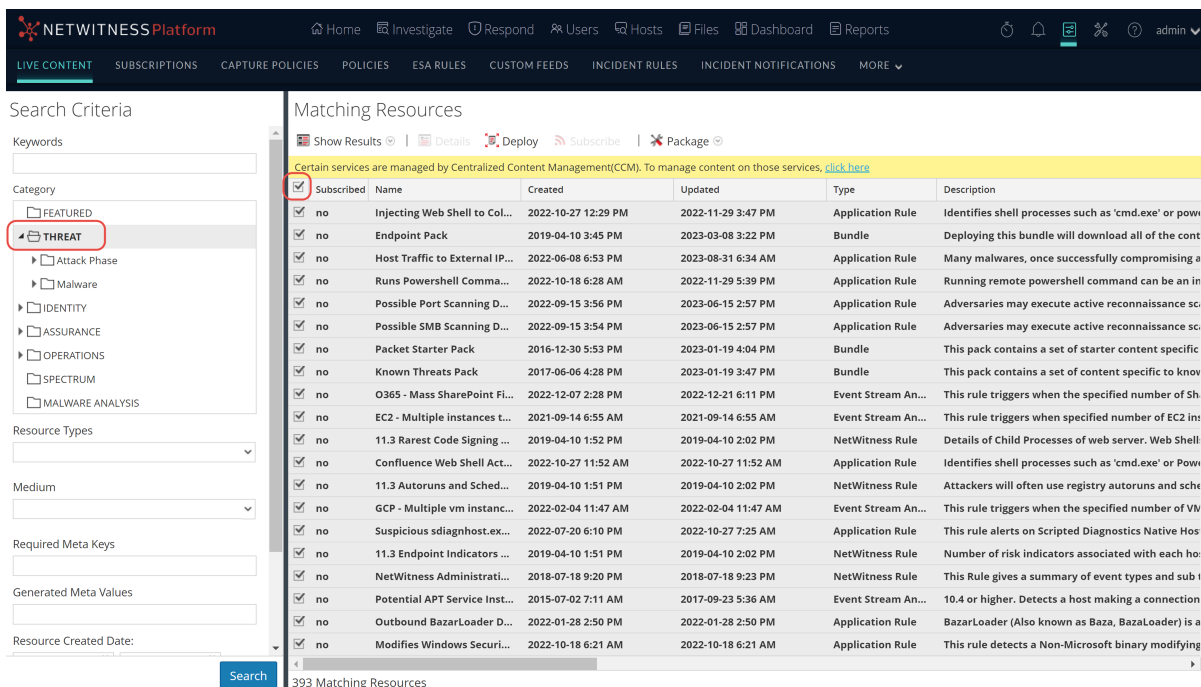 NETWITNESS Platform
Home Investigate Respond Users Hosts Files Dashboard Reports admin
LIVE CONTENT SUBSCRIPTIONS CAPTURE POLICIES POLICIES ESA RULES CUSTOM FEEDS INCIDENT RULES INCIDENT NOTIFICATIONS MORE
Search Criteria
Keywords
Category
FEATURED
THREAT
Attack Phase
Malware
IDENTITY
ASSURANCE
OPERATIONS
SPECTRUM
MALWARE ANALYSIS
Resource Types
Medium
Required Meta Keys
Generated Meta Values
Resource Created Date:
Search
Matching Resources
Show Results | Details Deploy Subscribe | Package
Certain services are managed by Centralized Content Management(CCM). To manage content on those services, click here
Subscribed Name Created Updated Type Description
no Injecting Web Shell to Col... 2022-10-27 12:29 PM 2022-11-29 3:47 PM Application Rule Identifies shell processes such as 'cmd.exe' or powe
no Endpoint Pack 2019-04-10 3:45 PM 2023-03-08 3:22 PM Bundle Deploying this bundle will download all of the cont
no Host Traffic to External IP... 2022-06-08 6:53 PM 2023-08-31 6:34 AM Application Rule Many malwares, once successfully compromising a
no Runs Powershell Comma... 2022-10-18 6:28 AM 2022-11-29 5:39 PM Application Rule Running remote powershell command can be an in
no Possible Port Scanning D... 2022-09-15 3:56 PM 2023-06-15 2:57 PM Application Rule Adversaries may execute active reconnaissance sca
no Possible SMB Scanning D... 2022-09-15 3:54 PM 2023-06-15 2:57 PM Application Rule Adversaries may execute active reconnaissance sca
no Packet Starter Pack 2016-12-30 5:53 PM 2023-01-19 4:04 PM Bundle This pack contains a set of starter content specific
no Known Threats Pack 2017-06-06 4:28 PM 2023-01-19 3:47 PM Bundle This pack contains a set of content specific to know
no O365 - Mass SharePoint Fi... 2022-12-07 2:28 PM 2022-12-21 6:11 PM Event Stream An... This rule triggers when the specified number of Sh
no EC2 - Multiple instances t... 2021-09-14 6:55 AM 2021-09-14 6:55 AM Event Stream An... This rule triggers when specified number of EC2 ins
no 11.3 Rarest Code Signing ... 2019-04-10 1:52 PM 2019-04-10 2:02 PM NetWitness Rule Details of Child Processes of web server. Web Shell
no Confluence Web Shell Act... 2022-10-27 11:52 AM 2022-10-27 11:52 AM Application Rule Identifies shell processes such as 'cmd.exe' or Powe
no 11.3 Autoruns and Sched... 2019-04-10 1:51 PM 2019-04-10 2:02 PM NetWitness Rule Attackers will often use registry autoruns and sche
no GCP - Multiple vm instanc... 2022-02-04 11:47 AM 2022-02-04 11:47 AM Event Stream An... This rule triggers when the specified number of VM
no Suspicious sdiagnhost.ex... 2022-07-20 6:10 PM 2022-10-27 7:25 AM Application Rule This rule alerts on Scripted Diagnostics Native Hos
no 11.3 Endpoint Indicators ... 2019-04-10 1:51 PM 2019-04-10 2:02 PM NetWitness Rule Number of risk indicators associated with each ho
no NetWitness Administrati... 2018-07-18 9:20 PM 2018-07-18 9:23 PM NetWitness Rule This Rule gives a summary of event types and sub
no Potential APT Service Inst... 2015-07-02 7:11 AM 2017-09-23 5:36 AM Event Stream An... 10.4 or higher. Detects a host making a connection
no Outbound BazarLoader D... 2022-01-28 2:50 PM 2022-01-28 2:50 PM Application Rule BazarLoader (Also known as Baza, BazaLoader) is a
no Modifies Windows Securi... 2022-10-18 6:21 AM 2022-10-18 6:21 AM Application Rule This rule detects a Non-Microsoft binary modifying
393 Matching Resources